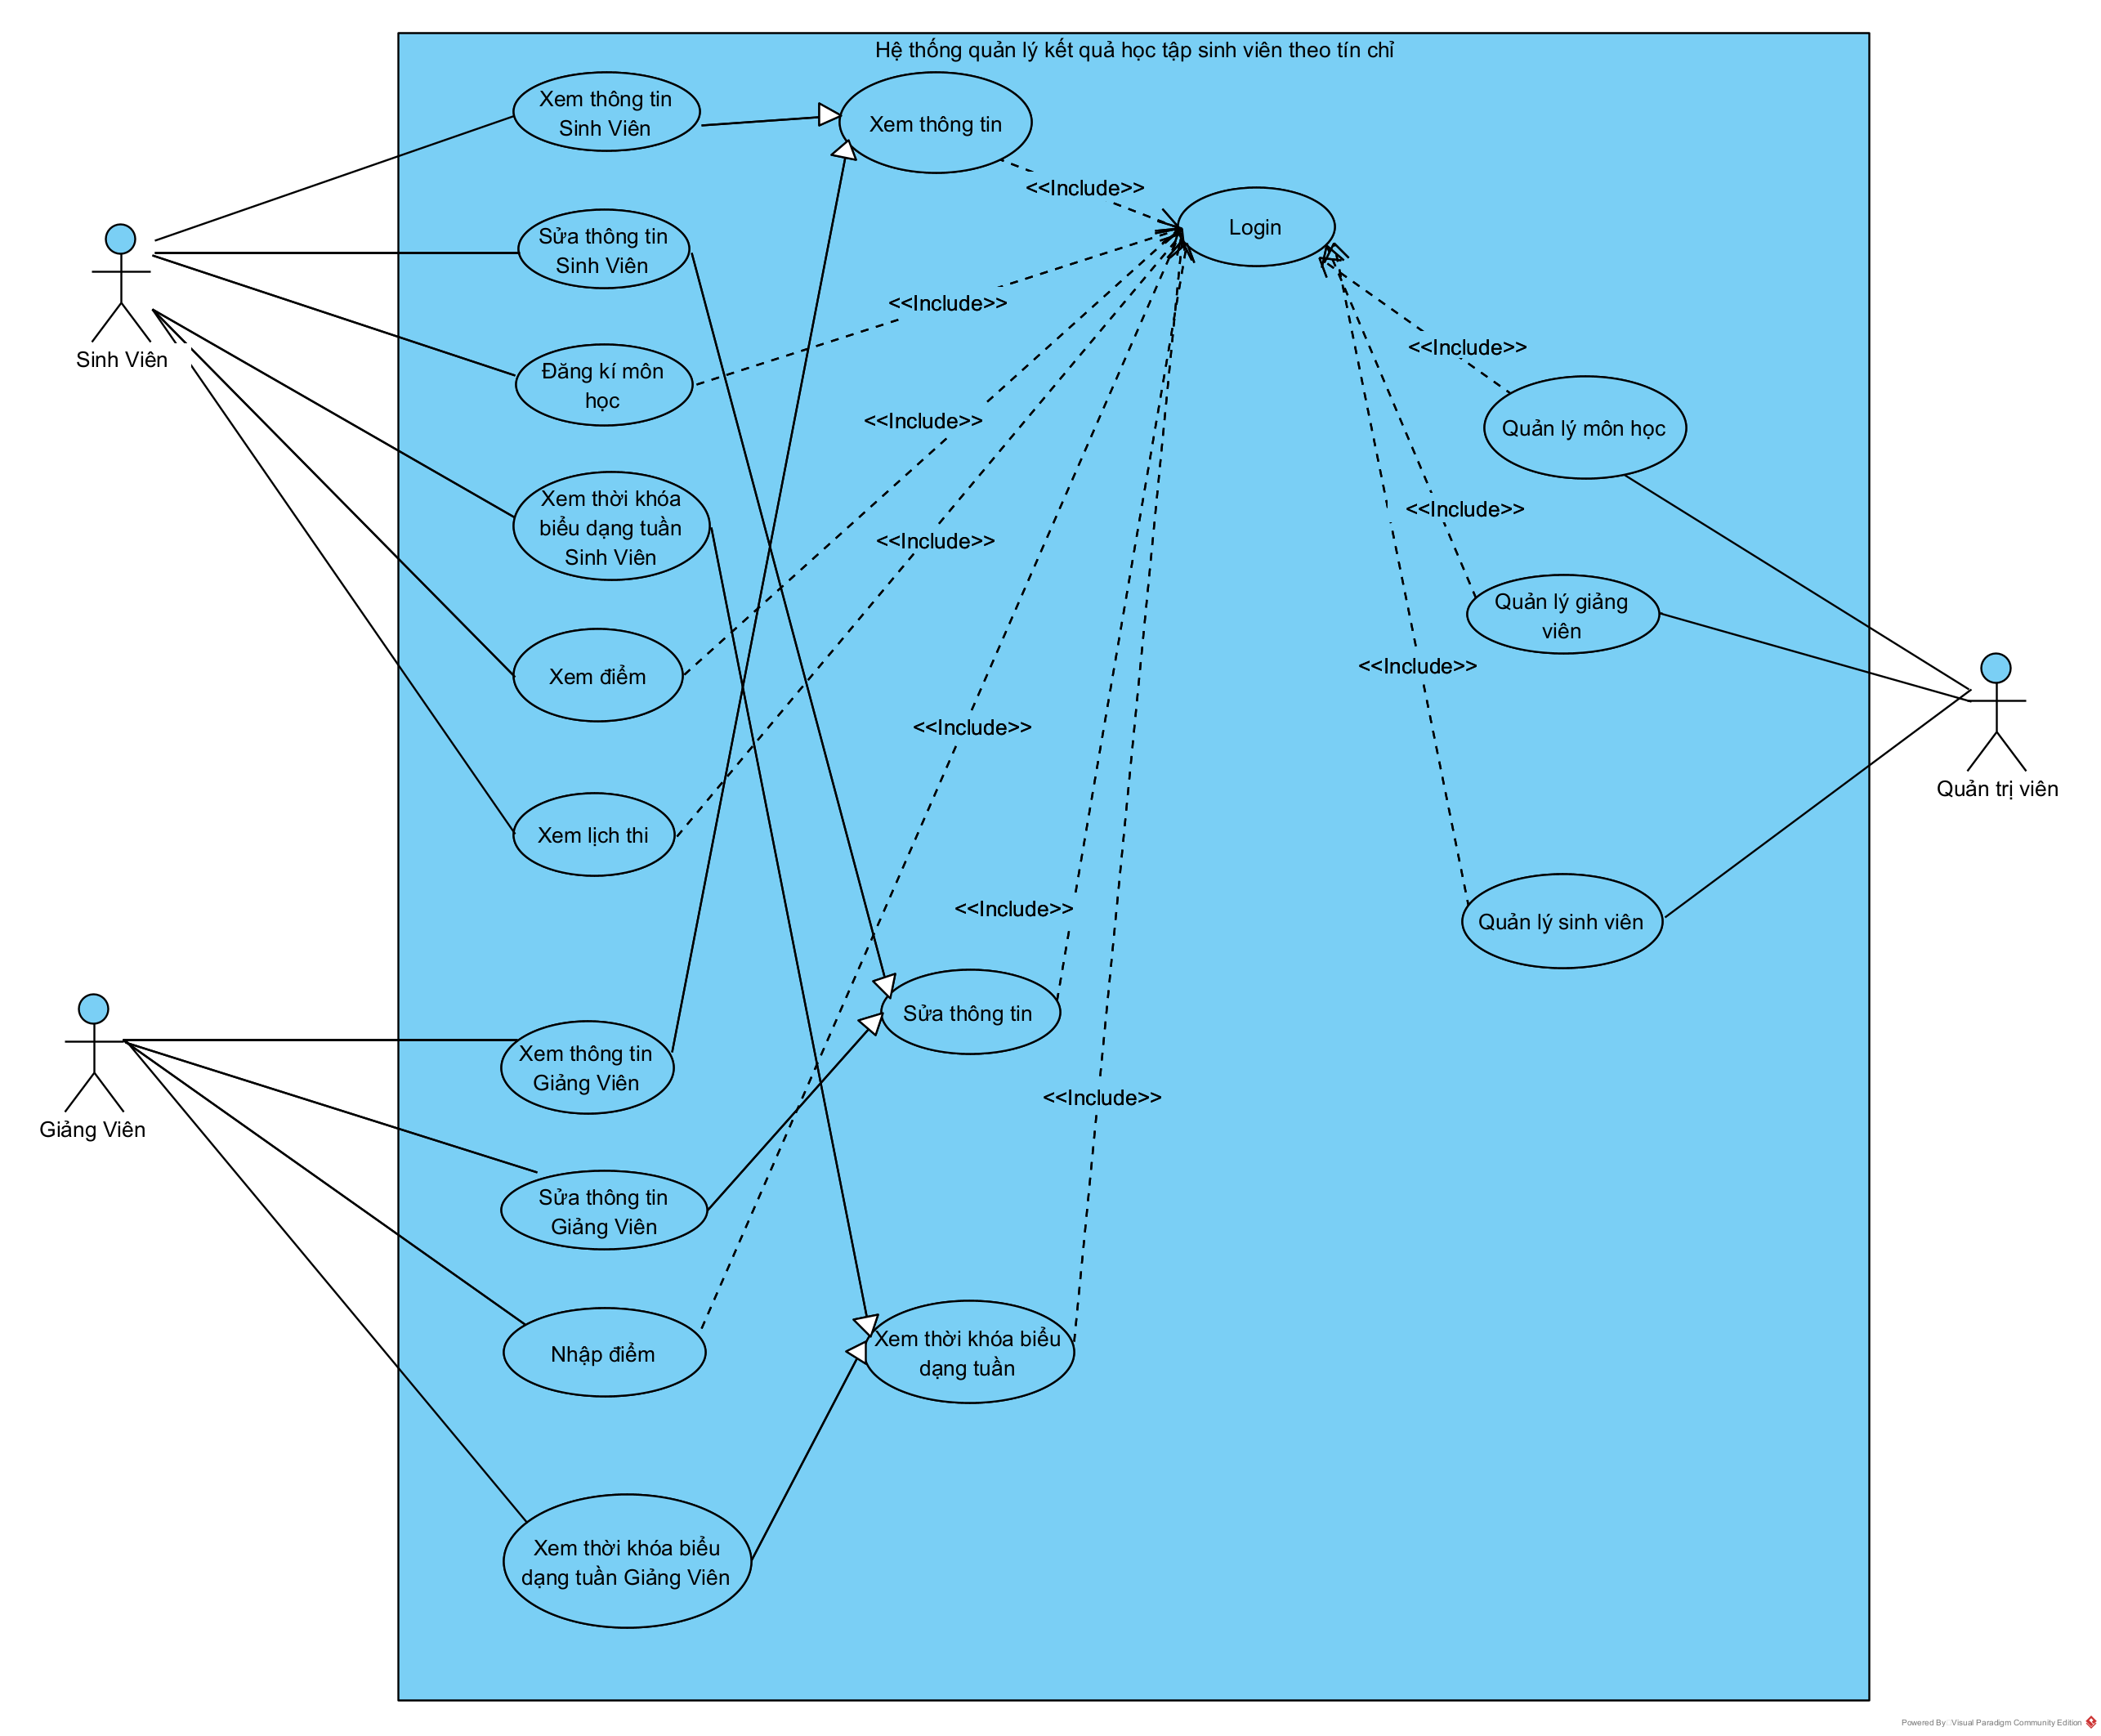 Hệ thống quản lý kết quả học tập sinh viên theo tín chỉ
Xem thông tin
Sinh Viên
Xem thông tin
<<Include>>
Login
Sửa thông tin
Sinh Viên
Sinh Viên
<<Include>>
Đăng kí môn
học
<<Include>>
<<Include>>
Quản lý môn học
Xem thời khóa
biểu dạng tuần
Sinh Viên
<<Include>>
<<Include>>
Quản lý giảng
viên
Xem điểm
<<Include>>
<<Include>>
Quản trị viên
Xem lịch thi
<<Include>>
Quản lý sinh viên
Sửa thông tin
Xem thông tin
Giảng Viên
Giảng Viên
<<Include>>
Sửa thông tin
Giảng Viên
Nhập điểm
Xem thời khóa biểu
dạng tuần
Xem thời khóa biểu
dạng tuần Giảng Viên
Powered By Visual Paradigm Community Edition